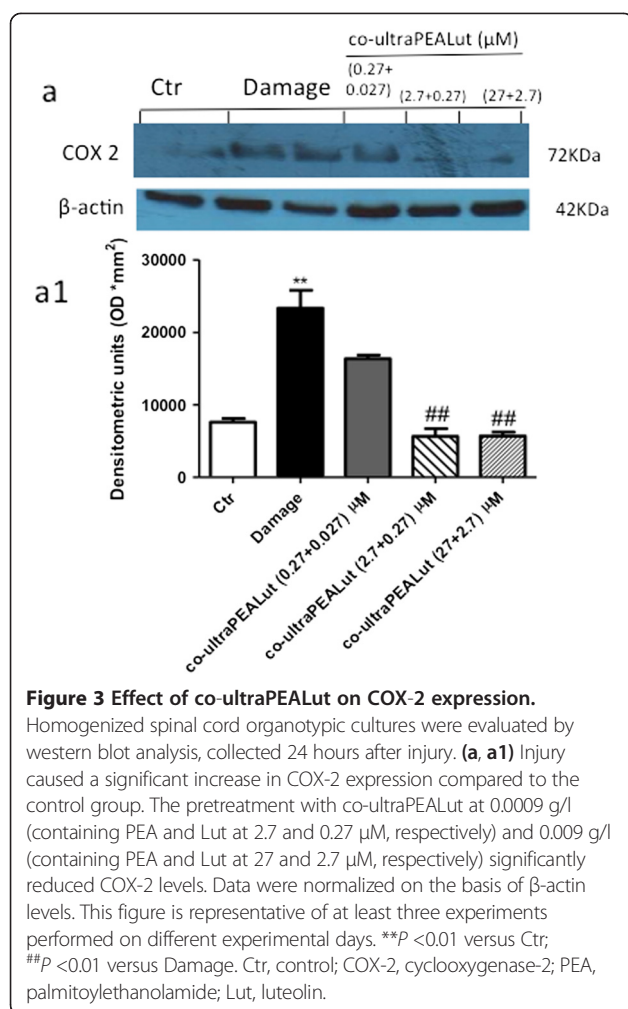 co-ultraPEALut (µM)
a
Ctr
Damage
(0.27+
0.027)
(2.7+0.27)
(27+2.7)
COX 2
72KDa
β-actin
42KDa
a1
Densitometric units (OD *mm²)
30000
20000
10000
0
**
##
##
Ctr
Damage
co-ultraPEALut (0.27+0.027) µM
co-ultraPEALut (2.7+0.27) µM
co-ultraPEALut (27+2.7) µM
Figure 3 Effect of co-ultraPEALut on COX-2 expression.
Homogenized spinal cord organotypic cultures were evaluated by
western blot analysis, collected 24 hours after injury. (a, a1) Injury
caused a significant increase in COX-2 expression compared to the
control group. The pretreatment with co-ultraPEALut at 0.0009 g/l
(containing PEA and Lut at 2.7 and 0.27 µM, respectively) and 0.009 g/l
(containing PEA and Lut at 27 and 2.7 µM, respectively) significantly
reduced COX-2 levels. Data were normalized on the basis of β-actin
levels. This figure is representative of at least three experiments
performed on different experimental days. **P <0.01 versus Ctr;
##P <0.01 versus Damage. Ctr, control; COX-2, cyclooxygenase-2; PEA,
palmitoylethanolamide; Lut, luteolin.